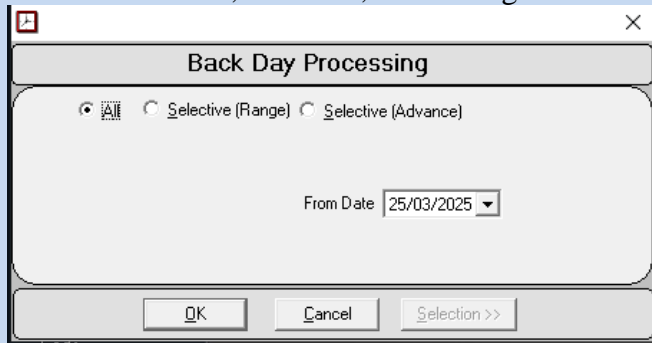 Back Day Processing
All Selective (Range) Selective (Advance)
From Date 25/03/2025
OK Cancel Selection >>